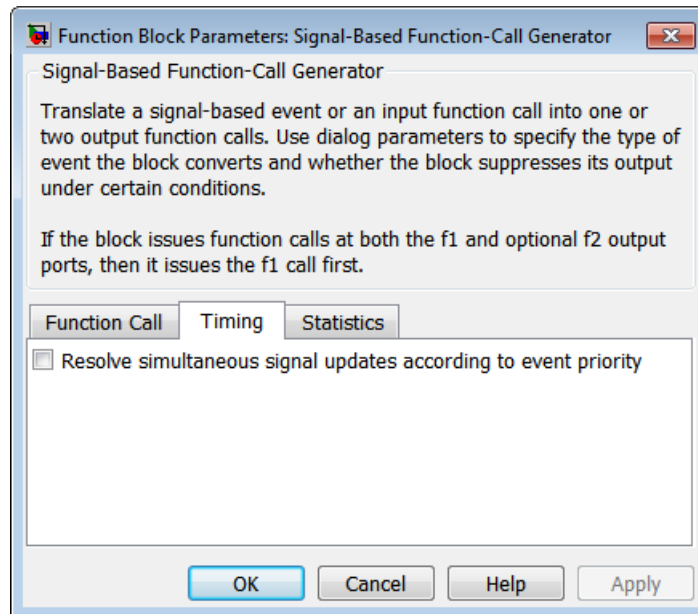 Function Block Parameters: Signal-Based Function-Call Generator
Signal-Based Function-Call Generator
Translate a signal-based event or an input function call into one or
two output function calls. Use dialog parameters to specify the type of
event the block converts and whether the block suppresses its output
under certain conditions.
If the block issues function calls at both the f1 and optional f2 output
ports, then it issues the f1 call first.
Function Call Timing Statistics
Resolve simultaneous signal updates according to event priority
OK Cancel Help Apply